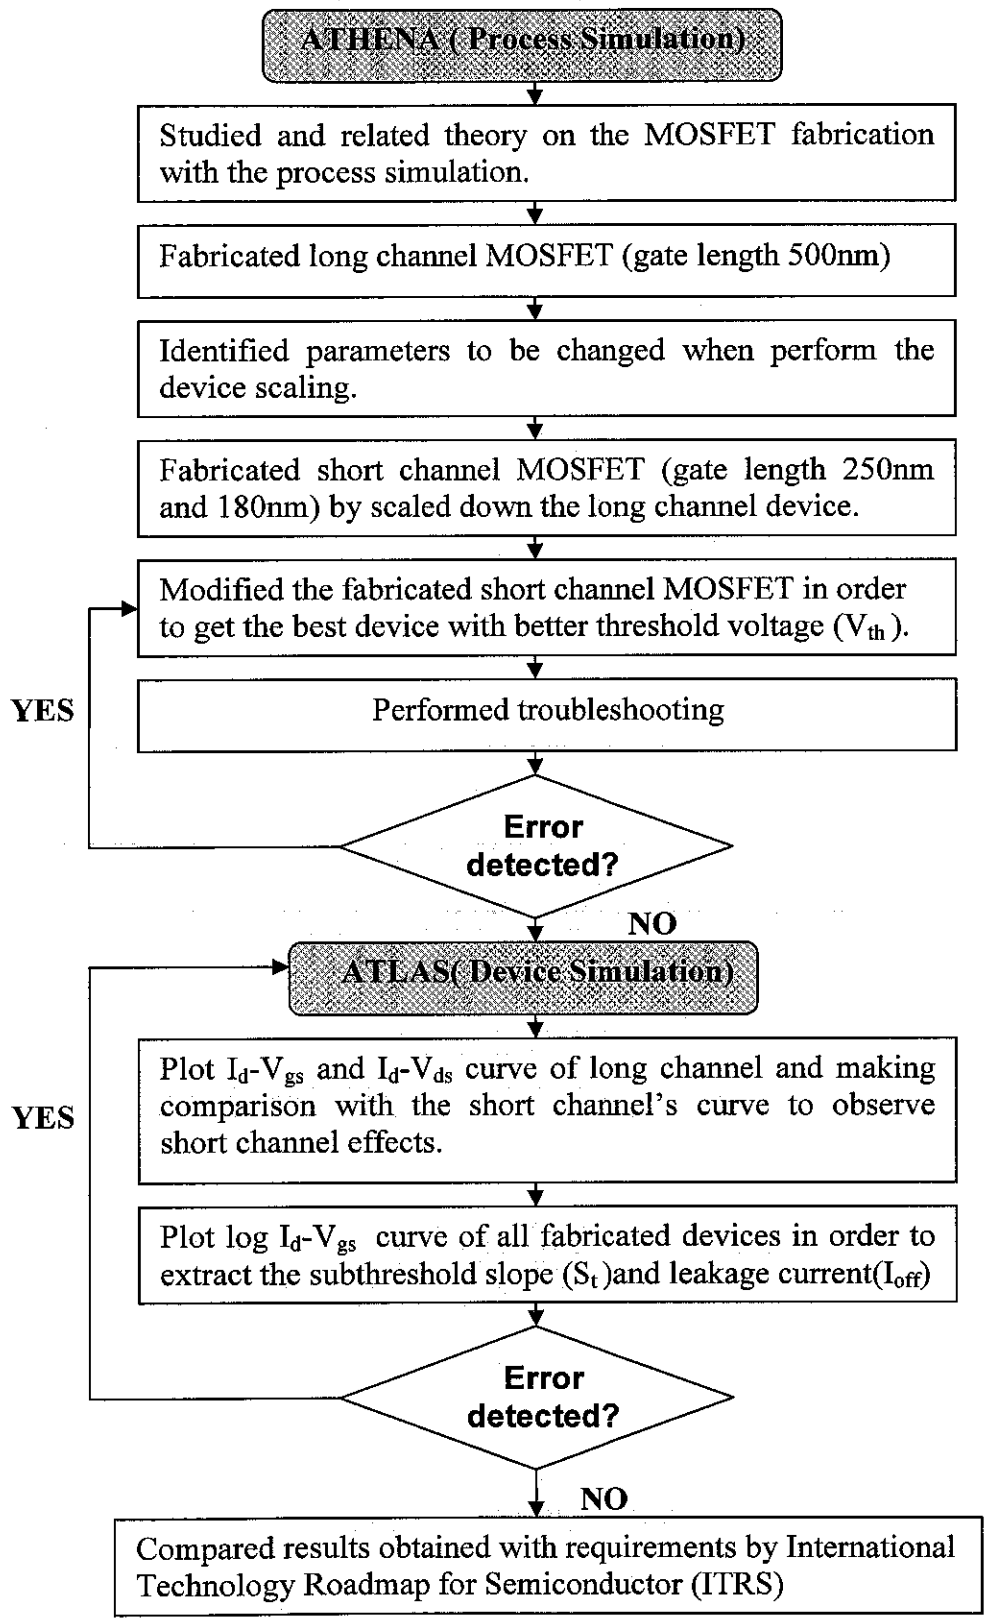 ATHENA ( Process Simulation)
Studied and related theory on the MOSFET fabrication
with the process simulation.
Fabricated long channel MOSFET (gate length 500nm)
Identified parameters to be changed when perform the
device scaling.
Fabricated short channel MOSFET (gate length 250nm
and 180nm) by scaled down the long channel device.
Modified the fabricated short channel MOSFET in order
to get the best device with better threshold voltage (Vth ).
YES
Performed troubleshooting
Error
detected?
NO
ATLAS( Device Simulation)
Plot Id-Vgs and Id-Vds curve of long channel and making
comparison with the short channel's curve to observe
short channel effects.
YES
Plot log Id-Vgs curve of all fabricated devices in order to
extract the subthreshold slope (St )and leakage current(Ioff)
Error
detected?
NO
Compared results obtained with requirements by International
Technology Roadmap for Semiconductor (ITRS)